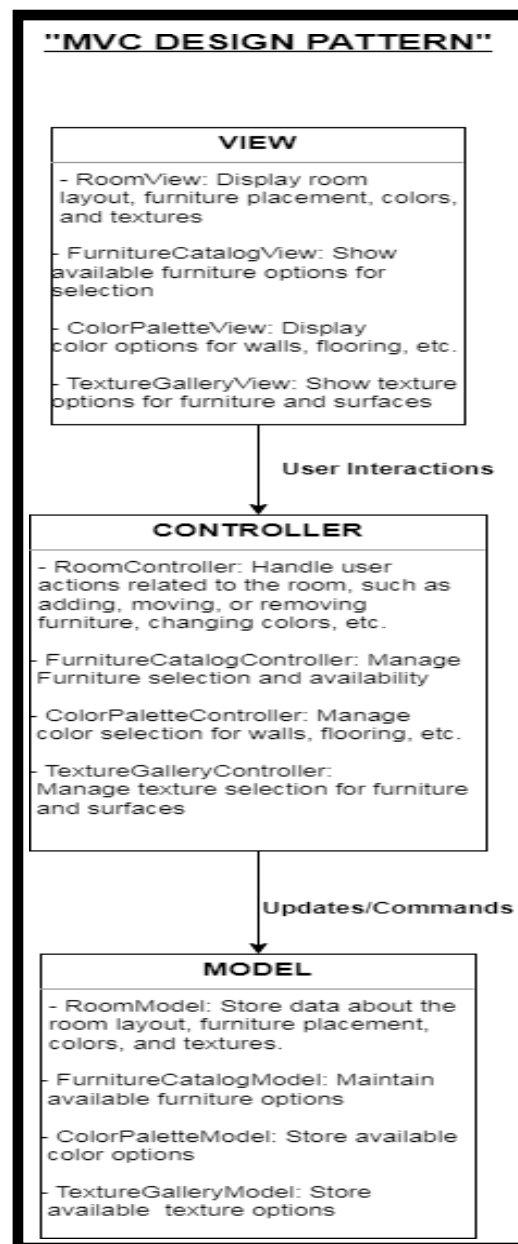 "MVC DESIGN PATTERN"
VIEW
- RoomView: Display room
layout, furniture placement, colors,
and textures
- FurnitureCatalogView: Show
available furniture options for
selection
- ColorPaletteView: Display
color options for walls, flooring, etc.
- TextureGalleryView: Show texture
options for furniture and surfaces
User Interactions
CONTROLLER
- RoomController: Handle user
actions related to the room, such as
adding, moving, or removing
furniture, changing colors, etc.
- FurnitureCatalogController: Manage
Furniture selection and availability
- ColorPaletteController: Manage
color selection for walls, flooring, etc.
- TextureGalleryController:
Manage texture selection for furniture
and surfaces
Updates/Commands
MODEL
- RoomModel: Store data about the
room layout, furniture placement,
colors, and textures.
- FurnitureCatalogModel: Maintain
available furniture options
- ColorPaletteModel: Store available
color options
- TextureGalleryModel: Store
available texture options